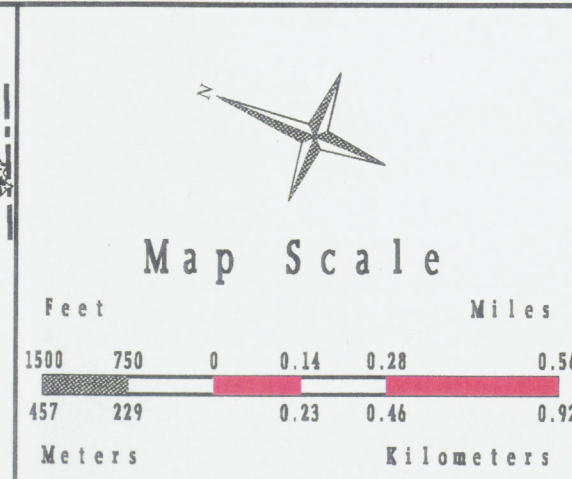 N
Map Scale
Feet Miles
1500 750 0 0.14 0.28 0.56
457 229 0.23 0.46 0.92
Meters Kilometers